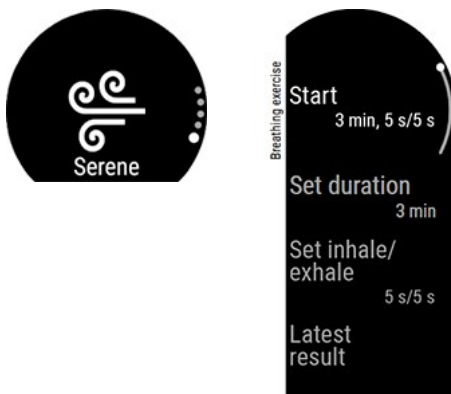 Serene
Breathing exercise
Start
3 min, 5 s/5 s
Set duration
3 min
Set inhale/
exhale
5 s/5 s
Latest
result